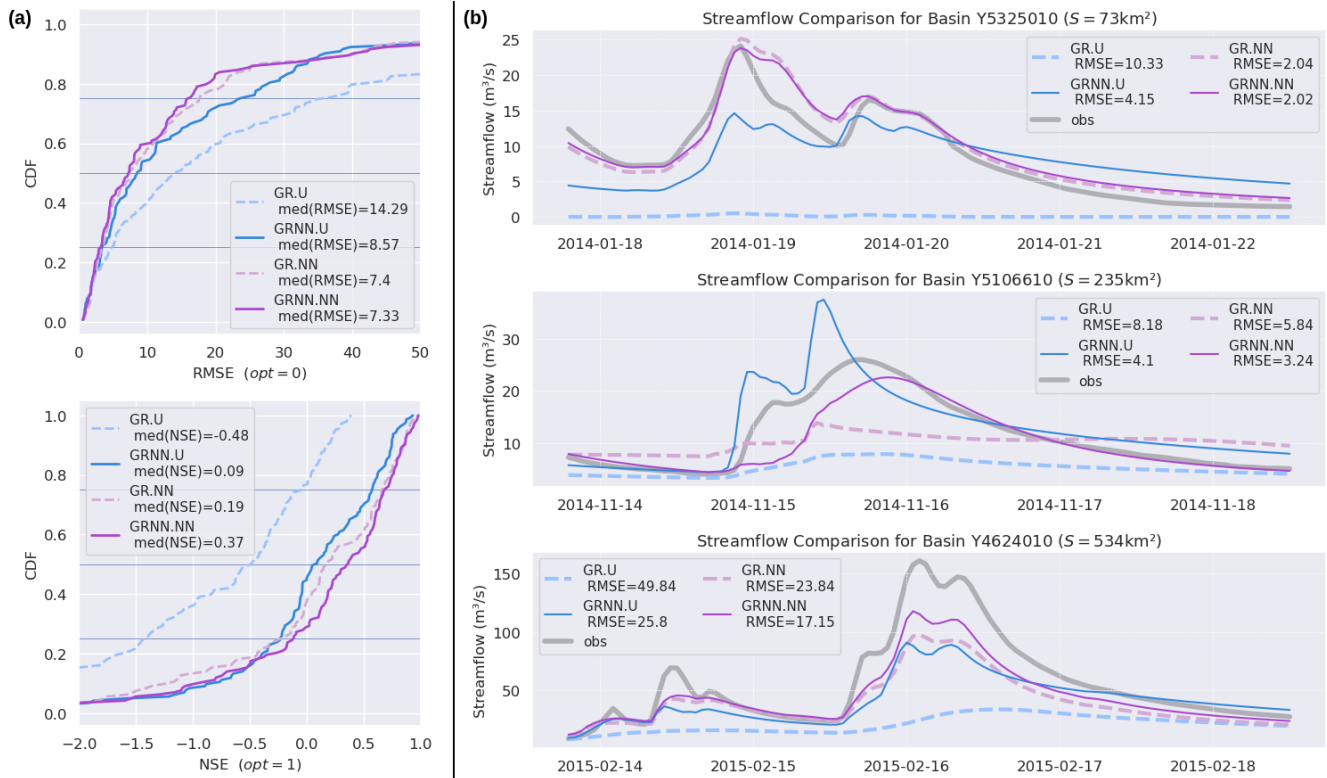 (a)
1.0
0.8
0.6
0.4
0.2
0.0
CDF
GR.U
med(RMSE)=14.29
GRNN.U
med(RMSE)=8.57
GR.NN
med(RMSE)=7.4
GRNN.NN
med(RMSE)=7.33
0 10 20 30 40 50
RMSE (opt = 0)
1.0
0.8
0.6
0.4
0.2
0.0
CDF
GR.U
med(NSE)=-0.48
GRNN.U
med(NSE)=0.09
GR.NN
med(NSE)=0.19
GRNN.NN
med(NSE)=0.37
−2.0 −1.5 −1.0 −0.5 0.0 0.5 1.0
NSE (opt = 1)
(b)
Streamflow Comparison for Basin Y5325010 (S = 73km²)
25
20
15
10
5
0
Streamflow (m³/s)
GR.U GR.NN
RMSE=10.33 RMSE=2.04
GRNN.U GRNN.NN
RMSE=4.15 RMSE=2.02
obs
2014-01-18 2014-01-19 2014-01-20 2014-01-21 2014-01-22
Streamflow Comparison for Basin Y5106610 (S = 235km²)
30
20
10
Streamflow (m³/s)
GR.U GR.NN
RMSE=8.18 RMSE=5.84
GRNN.U GRNN.NN
RMSE=4.1 RMSE=3.24
obs
2014-11-14 2014-11-15 2014-11-16 2014-11-17 2014-11-18
Streamflow Comparison for Basin Y4624010 (S = 534km²)
150
100
50
Streamflow (m³/s)
GR.U GR.NN
RMSE=49.84 RMSE=23.84
GRNN.U GRNN.NN
RMSE=25.8 RMSE=17.15
obs
2015-02-14 2015-02-15 2015-02-16 2015-02-17 2015-02-18